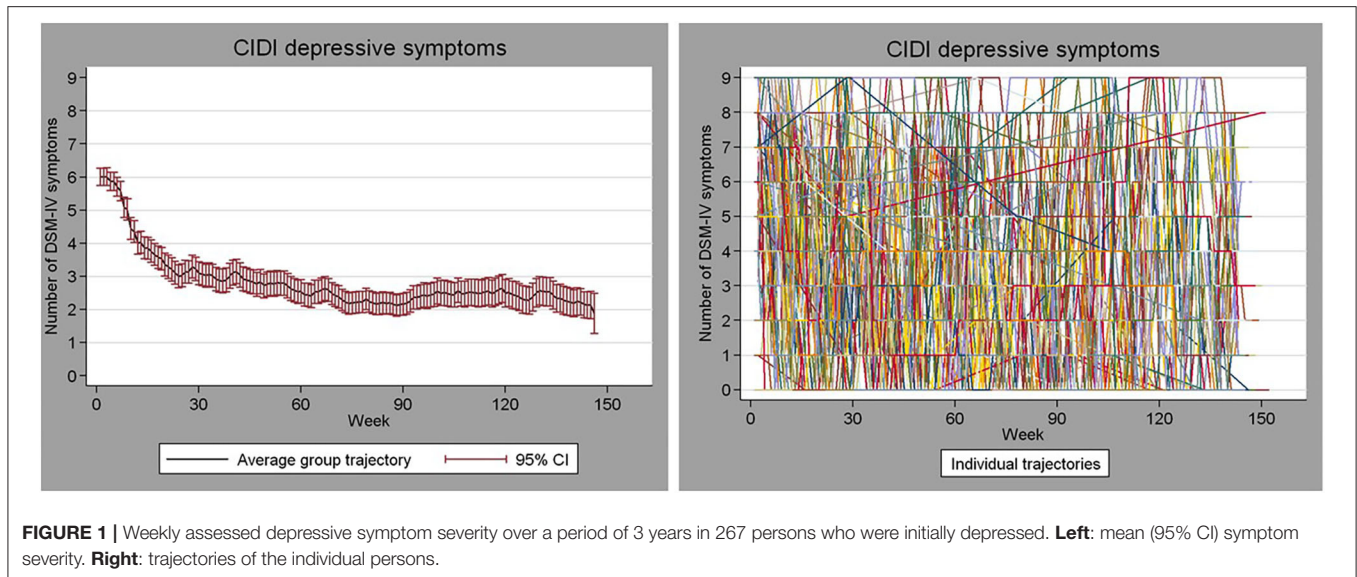 CIDI depressive symptoms
Number of DSM-IV symptoms
9
8
7
6
5
4
3
2
1
0
0 30 60 90 120 150
Week
Average group trajectory 95% CI
CIDI depressive symptoms
Number of DSM-IV symptoms
9
8
7
6
5
4
3
2
1
0
0 30 60 90 120 150
Week
Individual trajectories
FIGURE 1 | Weekly assessed depressive symptom severity over a period of 3 years in 267 persons who were initially depressed. Left: mean (95% CI) symptom
severity. Right: trajectories of the individual persons.